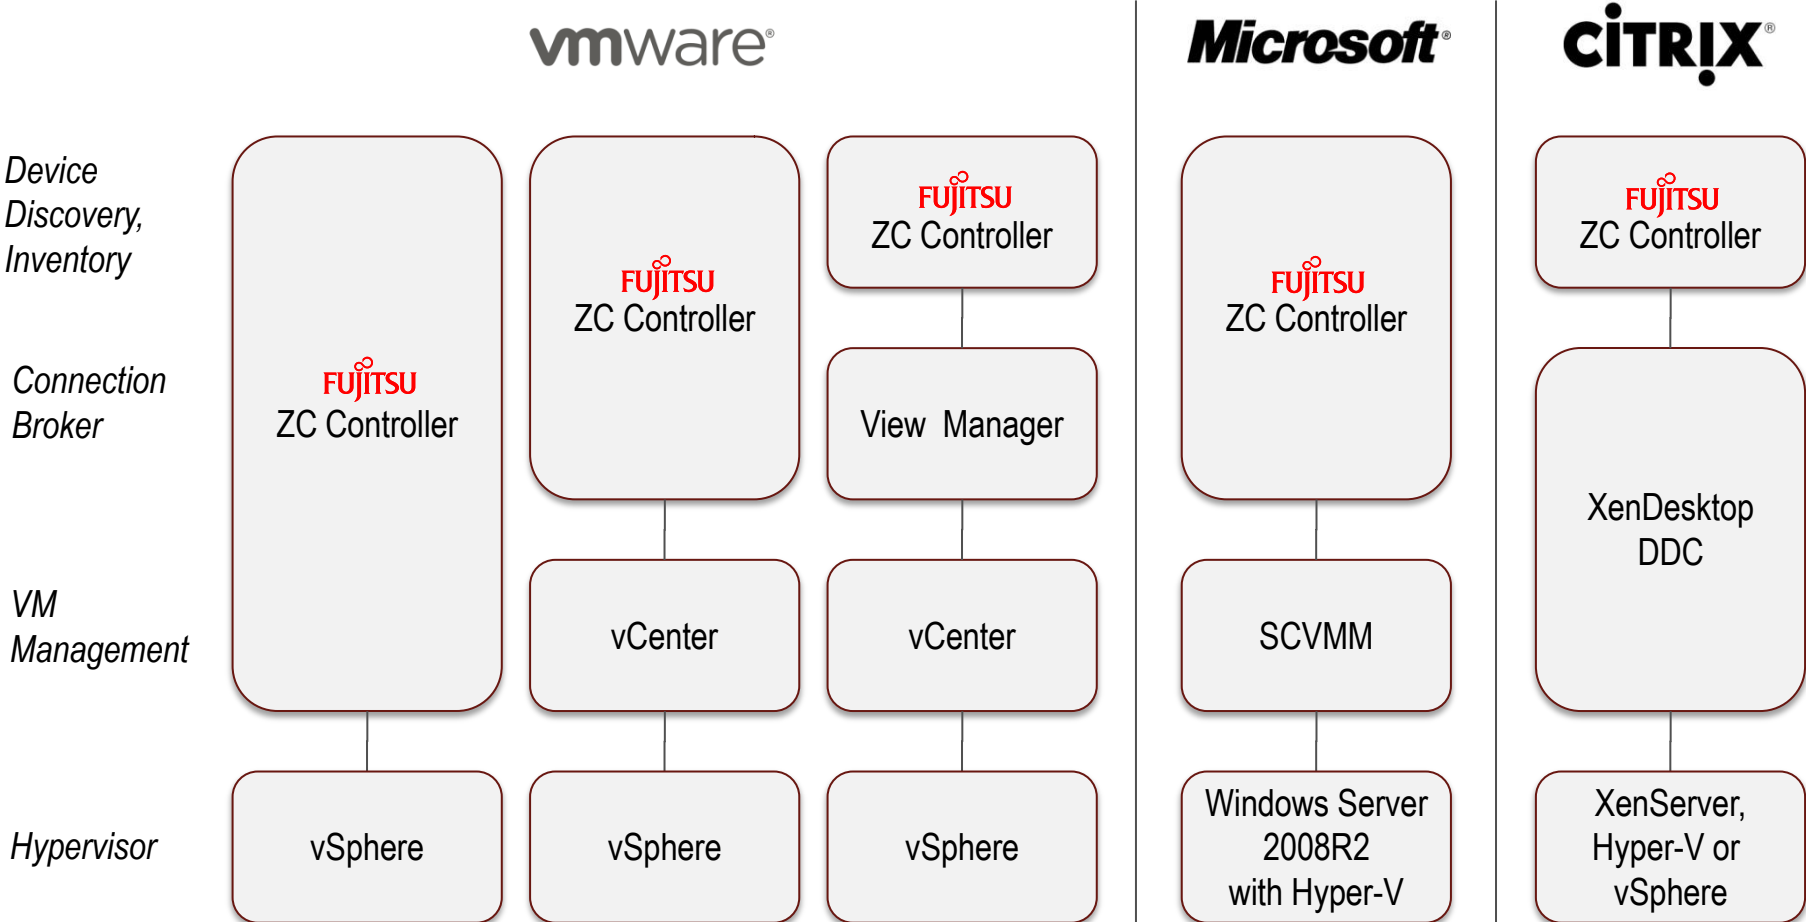 vmware®
Microsoft®
CİTRIX®
Device
Discovery,
Inventory
FUJITSU
ZC Controller
FUJITSU
ZC Controller
FUJITSU
ZC Controller
FUJITSU
ZC Controller
FUJITSU
ZC Controller
Connection
Broker
View Manager
XenDesktop
DDC
VM
Management
vCenter
vCenter
SCVMM
Hypervisor
vSphere
vSphere
vSphere
Windows Server
2008R2
with Hyper-V
XenServer,
Hyper-V or
vSphere